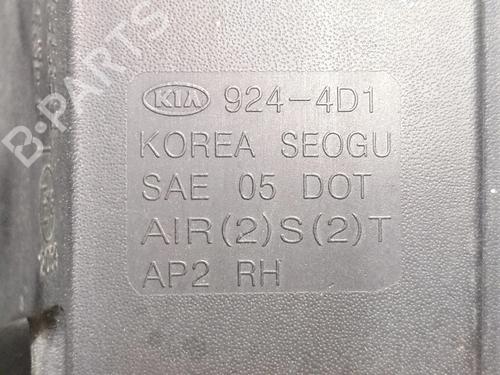 KIA 924-4D1
KOREA SEOGU
SAE 05 DOT
AIR(2)S(2)T
AP2 RH
B-PARTS